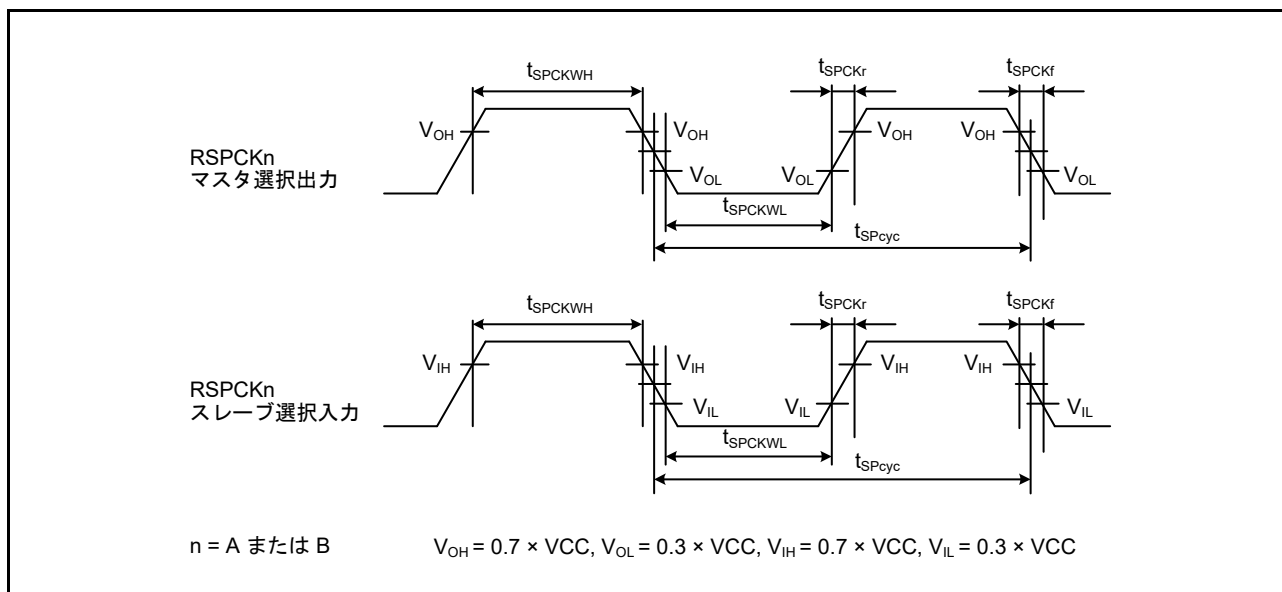 tSPCKWH
tSPCKr
tSPCKf
VOH
VOH
VOH
VOH
RSPCKn
マスタ選択出力
VOL
VOL
VOL
tSPCKWL
tSPcyc
tSPCKWH
tSPCKr
tSPCKf
VIH
VIH
VIH
VIH
RSPCKn
スレーブ選択入力
VIL
VIL
VIL
tSPCKWL
tSPcyc
n = A または B
VOH = 0.7 × VCC, VOL = 0.3 × VCC, VIH = 0.7 × VCC, VIL = 0.3 × VCC